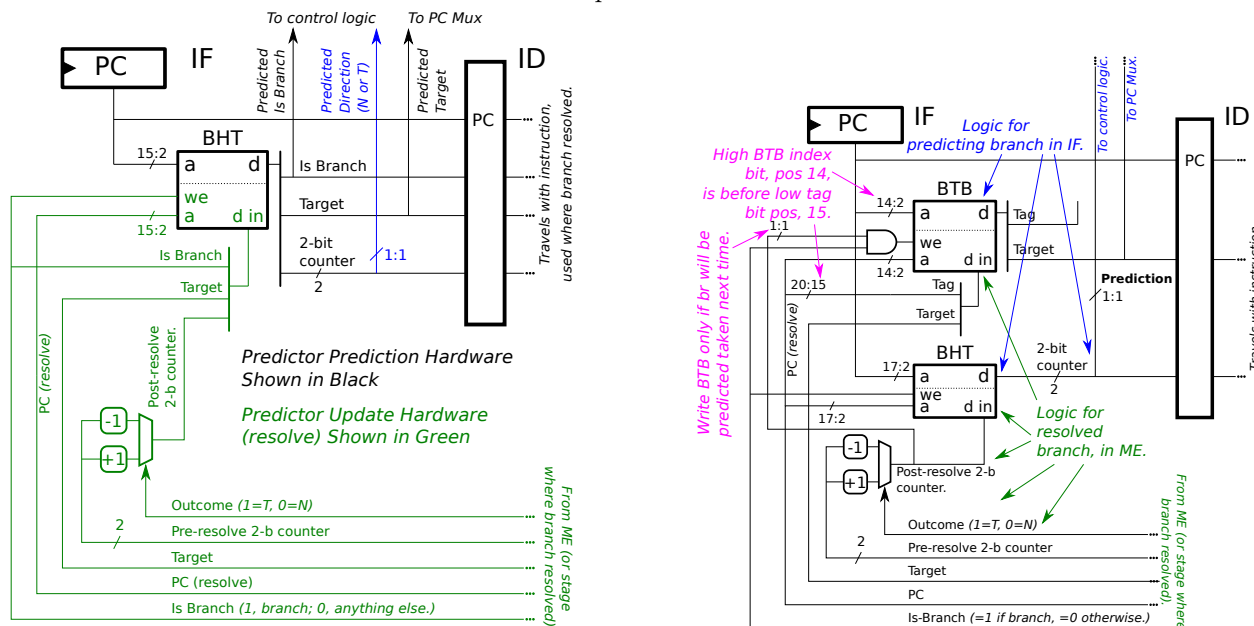 To control logic
To PC Mux
PC
IF
ID
Predicted
Is Branch
Predicted
Direction
(N or T)
Predicted
Target
PC
BHT
15:2
a
d
Is Branch
we
a
d in
15:2
Target
2-bit
counter
2
1:1
Travels with instruction,
used where branch resolved.
Is Branch
Target
PC (resolve)
Post-resolve
2-b counter.
Predictor Prediction Hardware
Shown in Black
Predictor Update Hardware
(resolve) Shown in Green
-1
+1
2
Outcome (1=T, 0=N)
Pre-resolve 2-b counter
Target
PC (resolve)
Is Branch (1, branch; 0, anything else.)
From ME (or stage
where branch resolved)
To control logic.
To PC Mux.
PC
IF
ID
Logic for
predicting branch in IF.
PC
High BTB index
bit, pos 14,
is before low tag
bit pos, 15.
BTB
14:2
a
d
Tag
1:1
we
a
d in
14:2
Target
Prediction
1:1
20:15
Tag
Target
Write BTB only if br will be
predicted taken next time.
PC (resolve)
BHT
17:2
a
d
2-bit
counter
2
we
a
d in
17:2
Logic for
resolved
branch, in ME.
-1
+1
Post-resolve 2-b
counter.
2
Outcome (1=T, 0=N)
Pre-resolve 2-b counter
Target
PC
Is-Branch (=1 if branch, =0 otherwise.)
From ME (or stage where
branch resolved).
Travels with